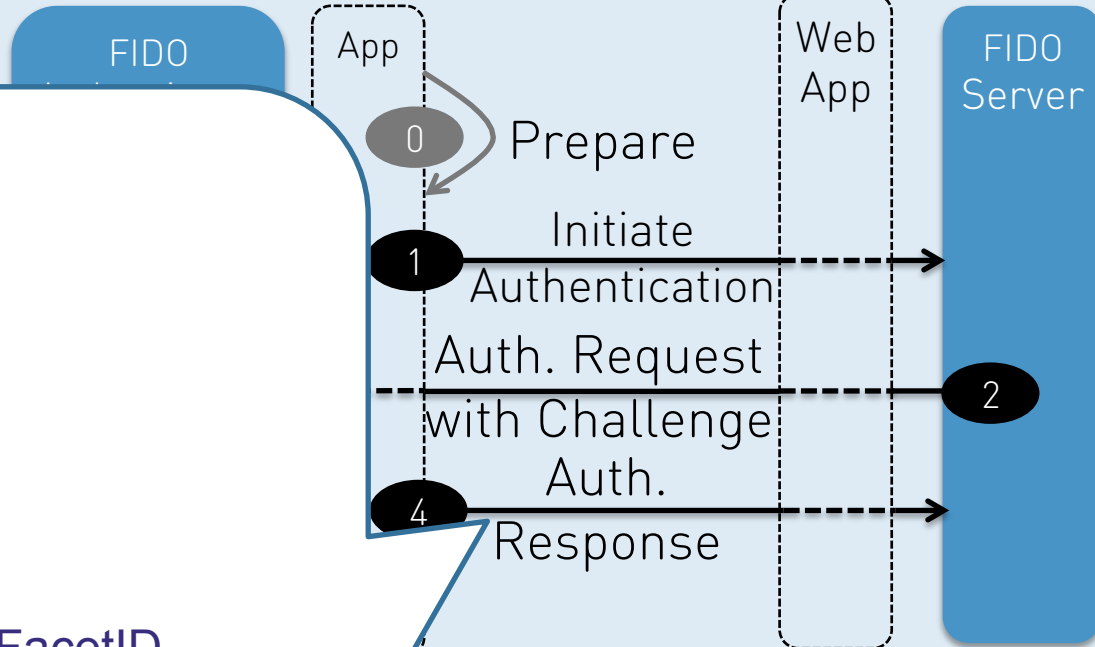 FIDO
App
0
Prepare
Web
App
FIDO
Server
1
Initiate
Authentication
Auth. Request
with Challenge
2
4
Auth.
Response
FacetID